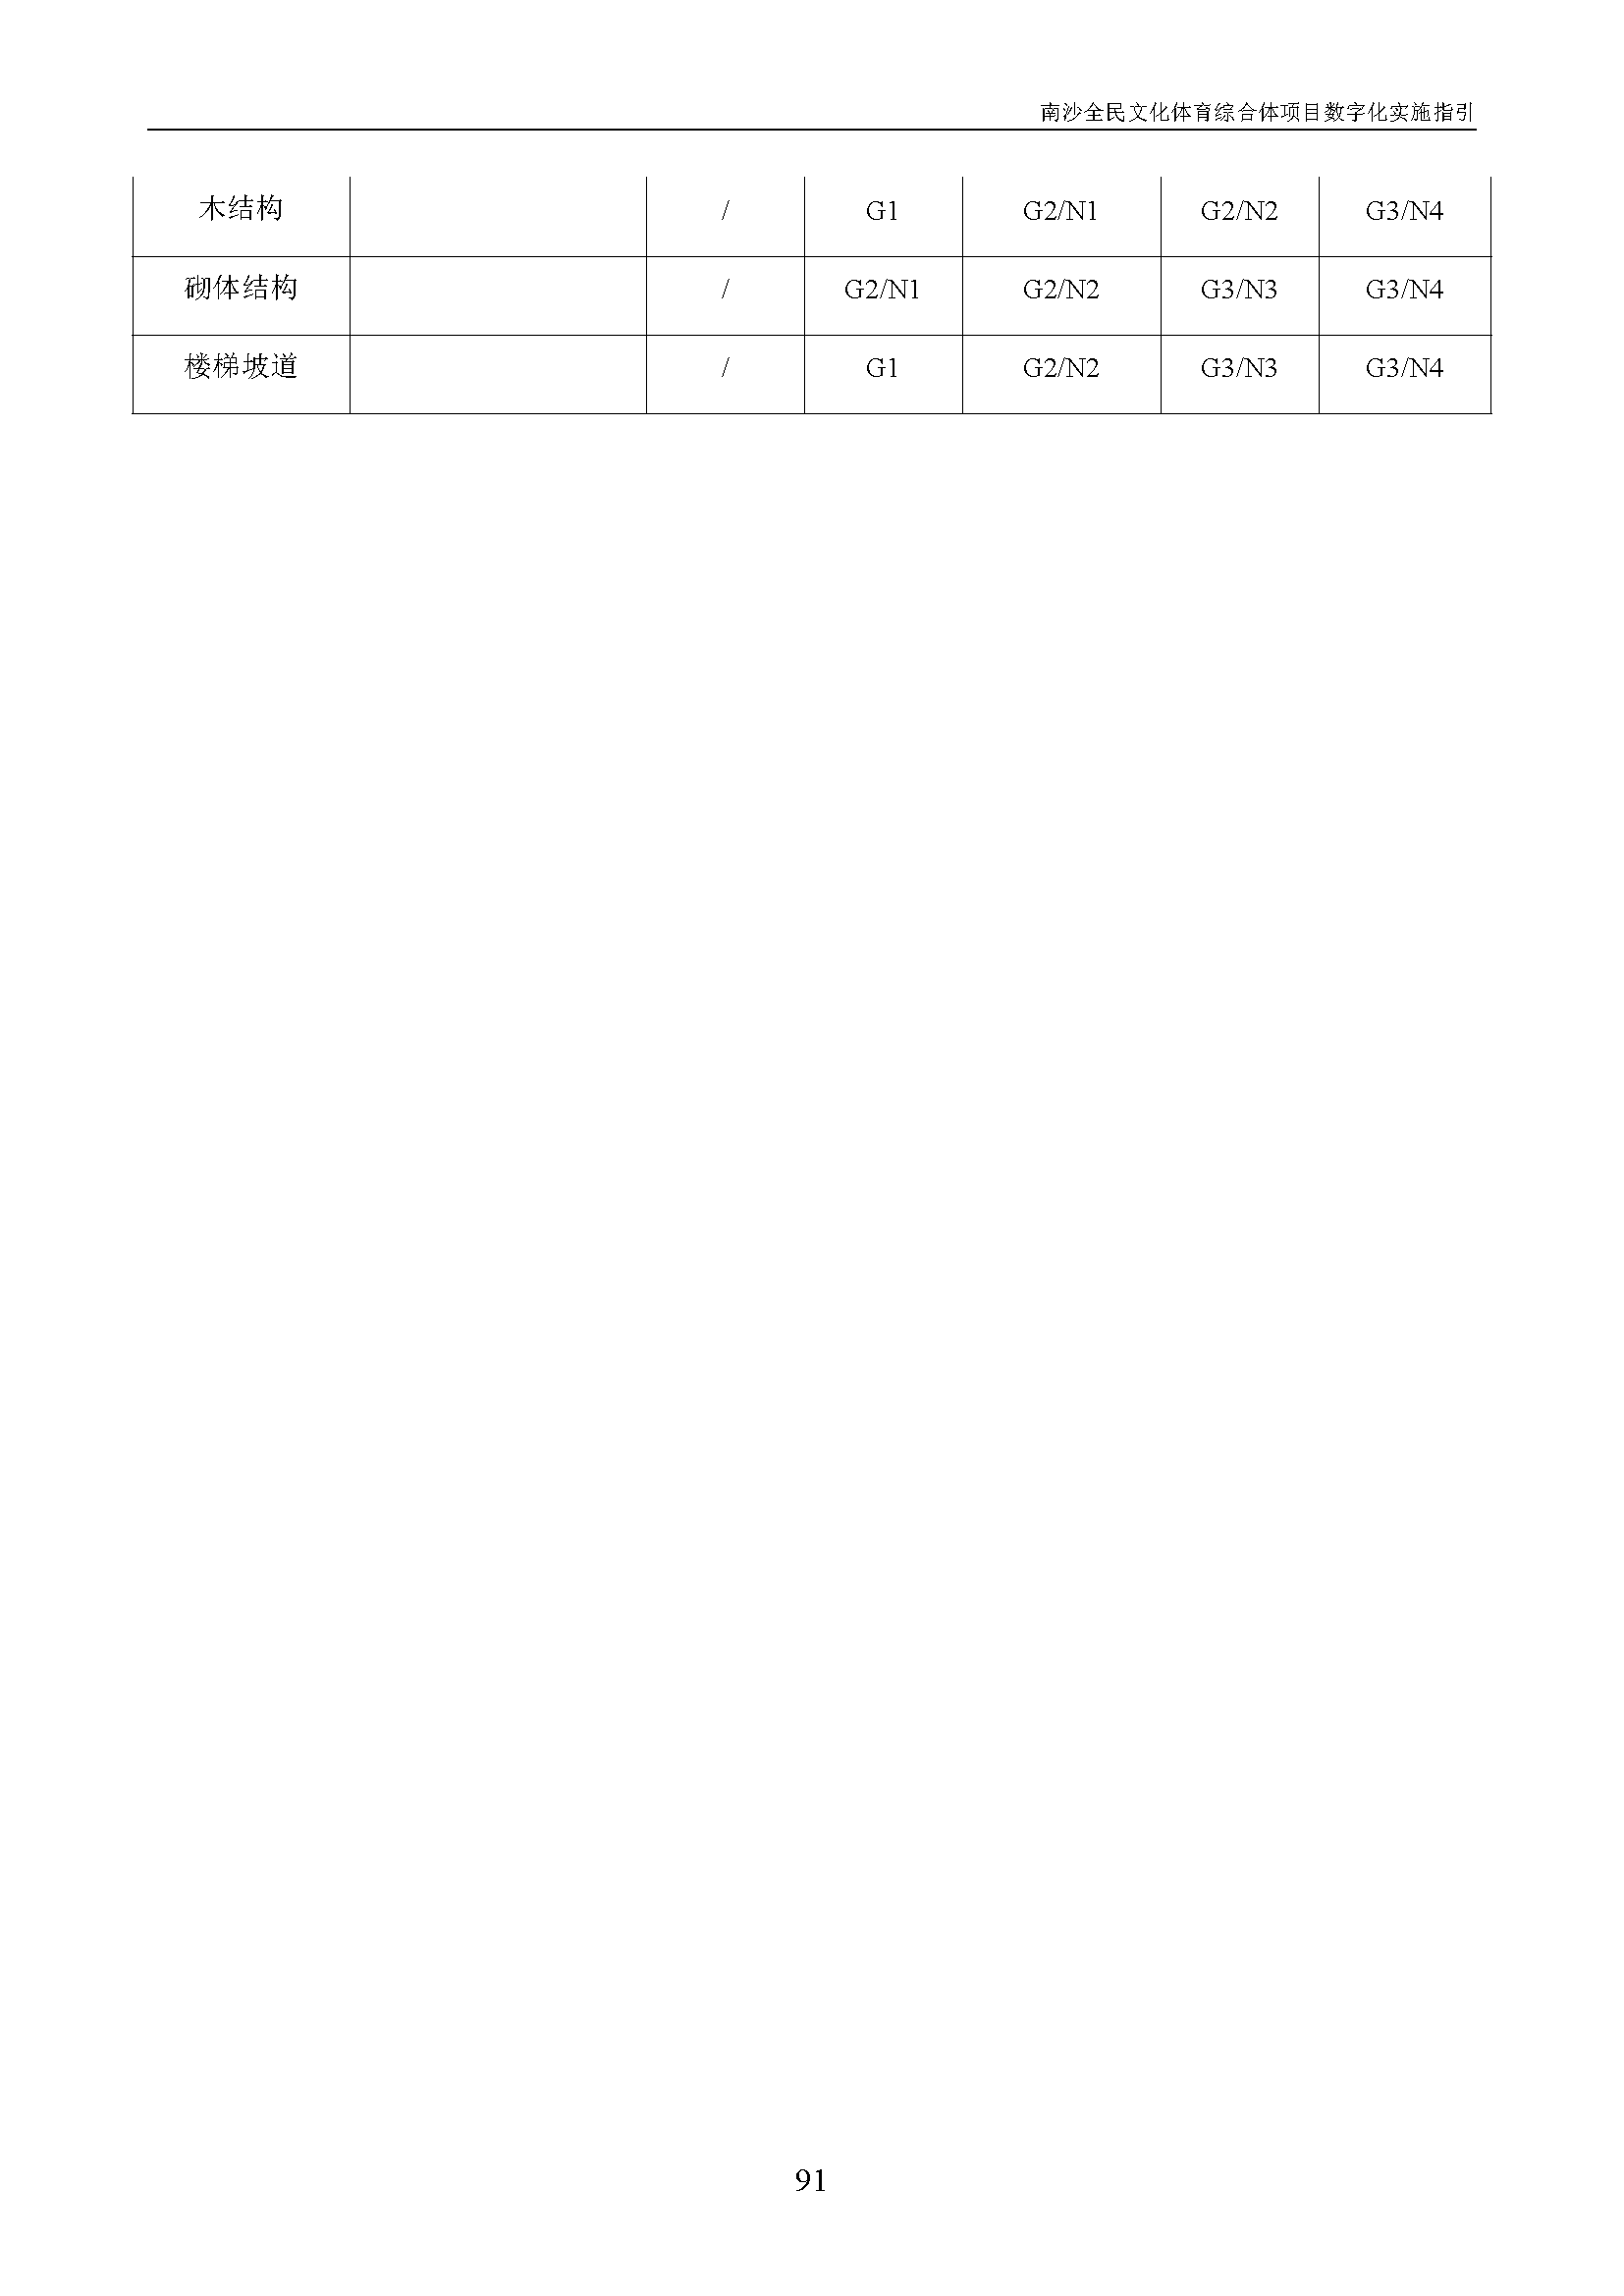 南沙全民文化体育综合体项目数字化实施指引
木结构 / G1 G2/N1 G2/N2 G3/N4
砌体结构 / G2/N1 G2/N2 G3/N3 G3/N4
楼梯坡道 / G1 G2/N2 G3/N3 G3/N4
91